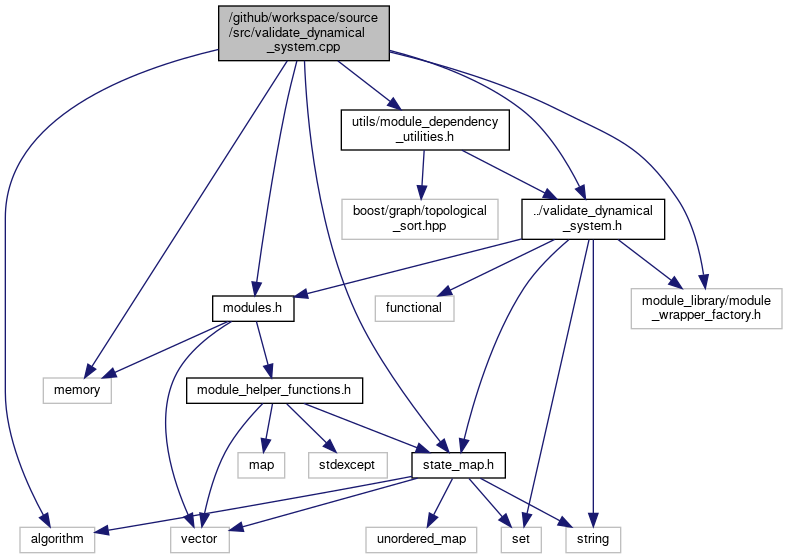 /github/workspace/source
/src/validate_dynamical
_system.cpp
utils/module_dependency
_utilities.h
boost/graph/topological
_sort.hpp
../validate_dynamical
_system.h
modules.h
functional
module_library/module
_wrapper_factory.h
memory
module_helper_functions.h
map
stdexcept
state_map.h
algorithm
vector
unordered_map
set
string